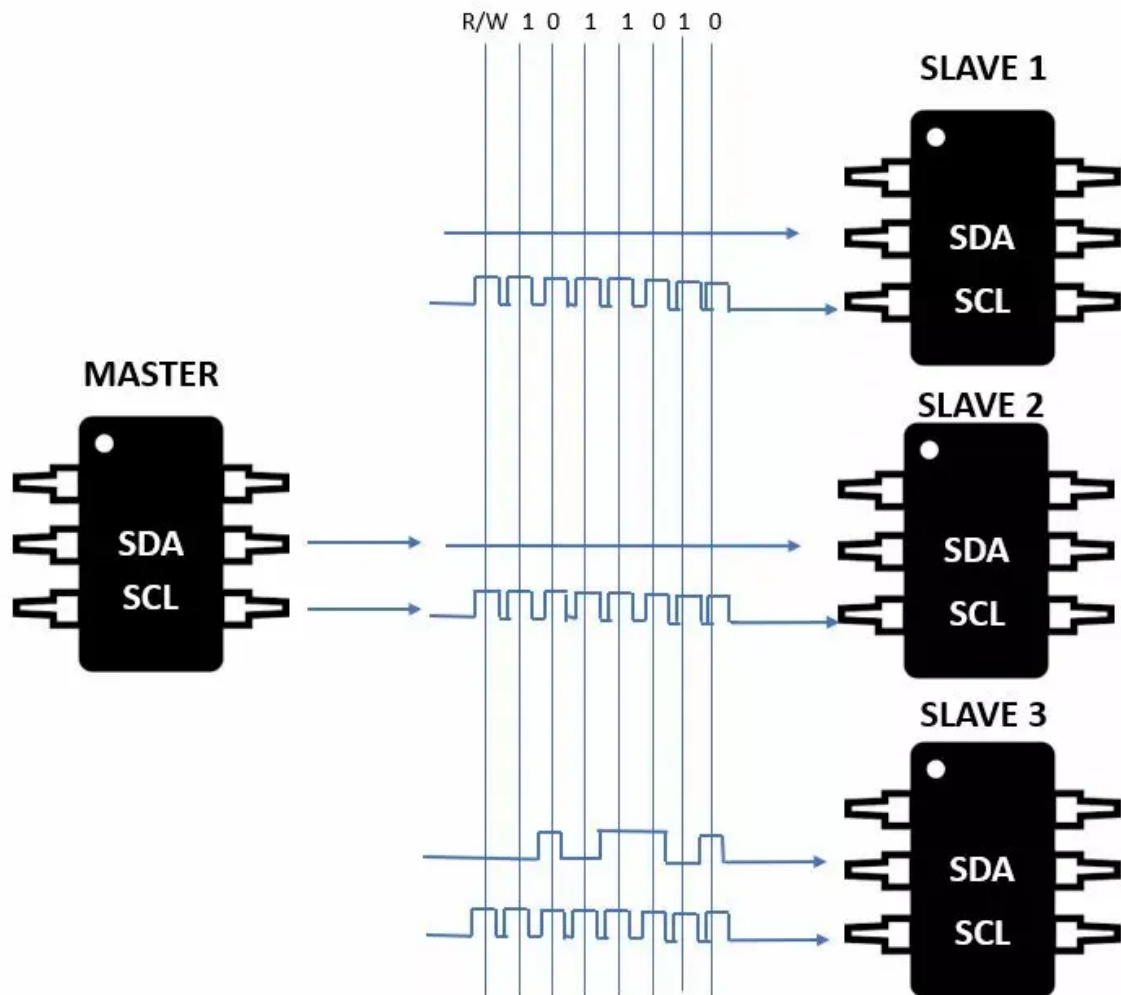 R/W 1 0 1 1 0 1 0
SLAVE 1
SDA
SCL
MASTER
SDA
SCL
SLAVE 2
SDA
SCL
SLAVE 3
SDA
SCL